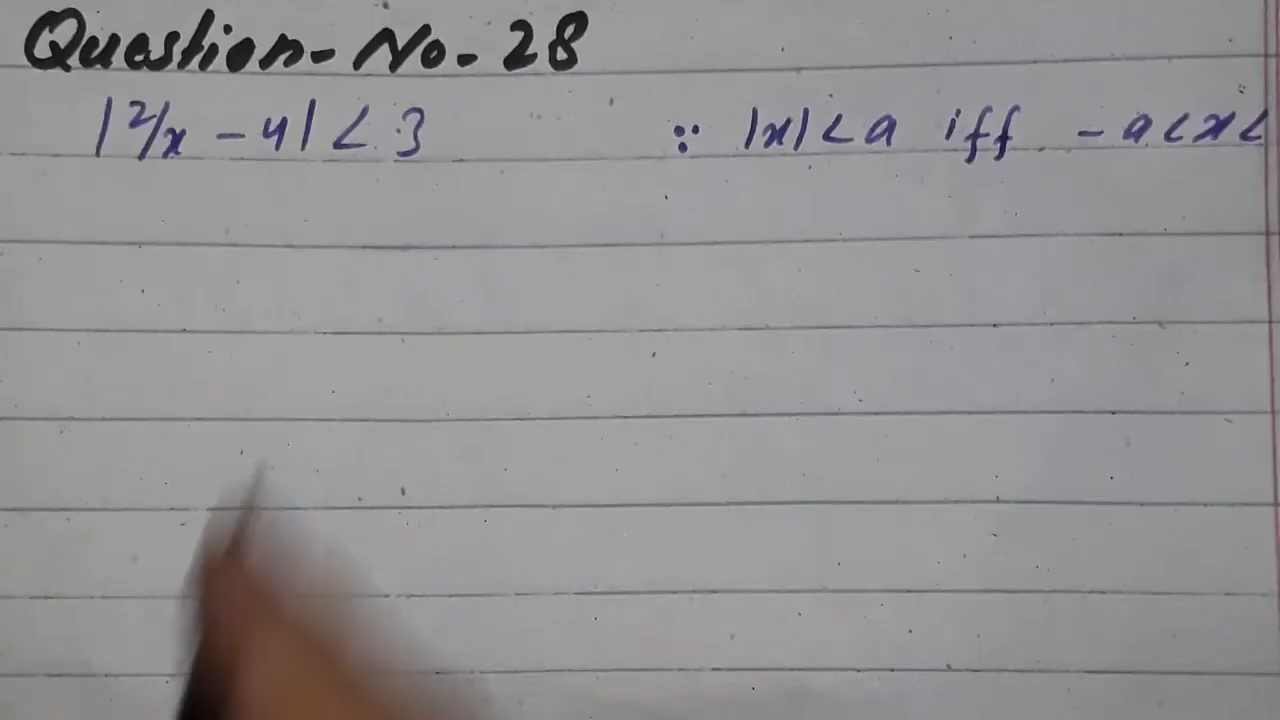 Question-No-28
|2/x - 4| < 3 ∵ |x| < a iff - a < x <